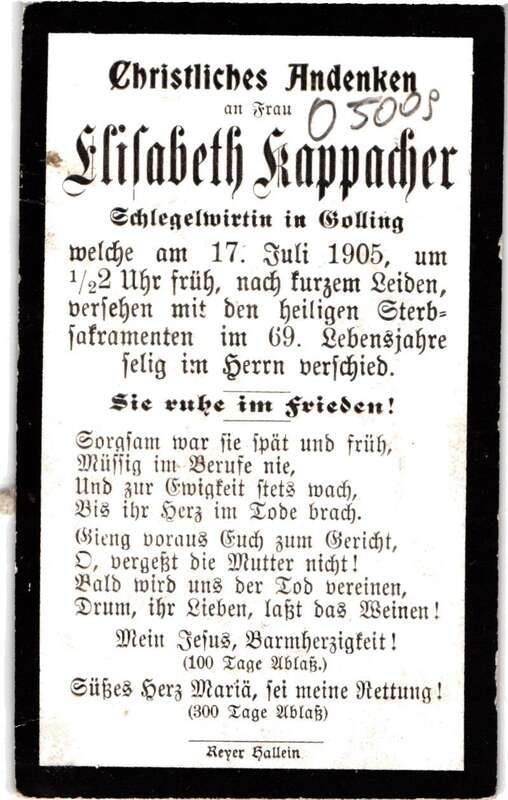 Christliches Andenken
an Frau
O 5009
Elisabeth Kappacher
Schlegelwirtin in Golling
welche am 17. Juli 1905, um
1/22 Uhr früh, nach kurzem Leiden,
versehen mit den heiligen Sterb-
sakramenten im 69. Lebensjahre
selig im Herrn verschied.
Sie ruhe im Frieden!
Sorgsam war sie spät und früh,
Müssig im Berufe nie,
Und zur Ewigkeit stets wach,
Bis ihr Herz im Tode brach.
Gieng voraus Euch zum Gericht,
O, vergeßt die Mutter nicht!
Bald wird uns der Tod vereinen,
Drum, ihr Lieben, laßt das Weinen!
Mein Jesus, Barmherzigkeit!
(100 Tage Ablaß.)
Süßes Herz Mariä, sei meine Rettung!
(300 Tage Ablaß)
Reyer Hallein